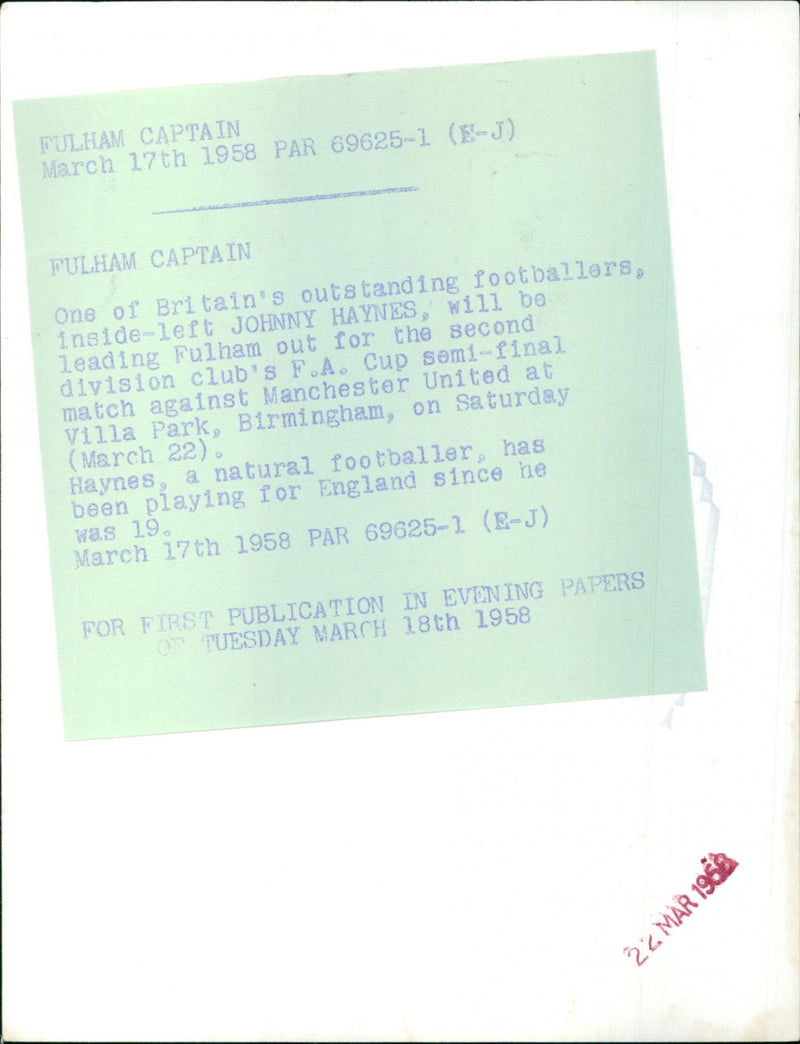 FULHAM CAPTAIN
March 17th 1958 PAR 69625-1 (E-J)
FULHAM CAPTAIN
One of Britain's outstanding footballers,
inside-left JOHNNY HAYNES, will be
leading Fulham out for the second
division club's F.A. Cup semi-final
match against Manchester United at
Villa Park, Birmingham, on Saturday
(March 22).
Haynes, a natural footballer, has
been playing for England since he
was 19.
March 17th 1958 PAR 69625-1 (E-J)
FOR FIRST PUBLICATION IN EVENING PAPERS
OF TUESDAY MARCH 18th 1958
22 MAR 1958